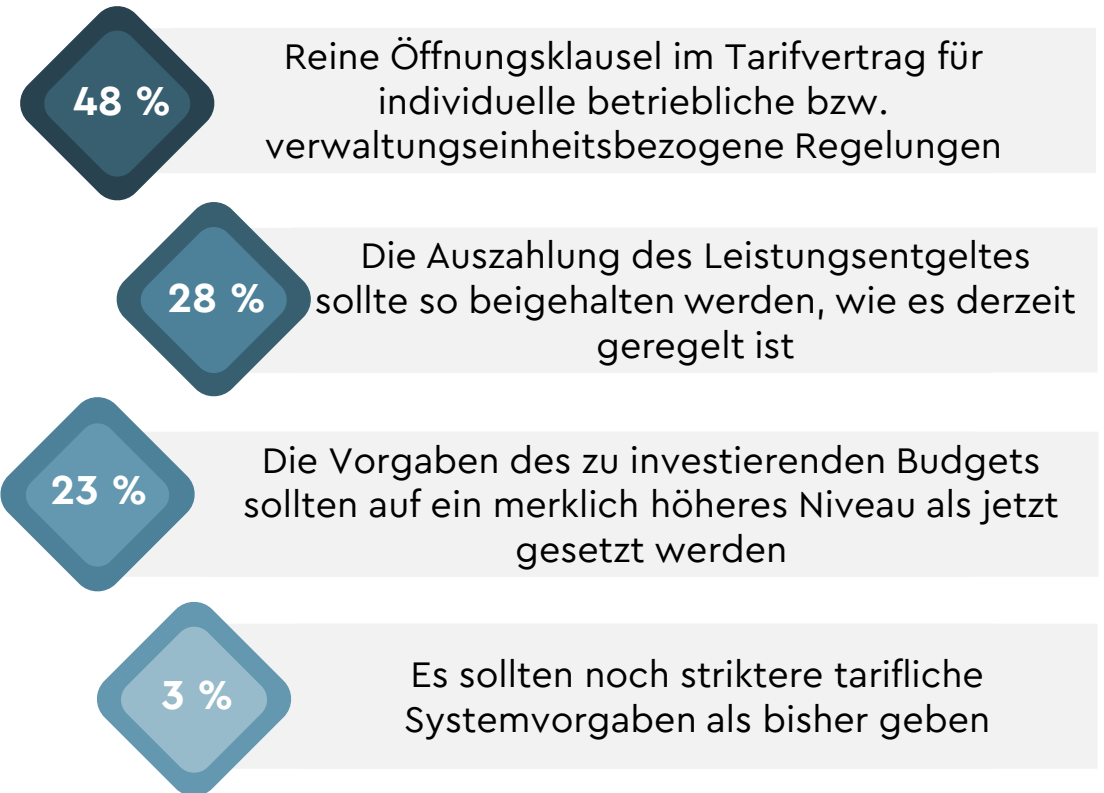 48 %
Reine Öffnungsklausel im Tarifvertrag für
individuelle betriebliche bzw.
verwaltungseinheitsbezogene Regelungen
28 %
Die Auszahlung des Leistungsentgeltes
sollte so beigehalten werden, wie es derzeit
geregelt ist
23 %
Die Vorgaben des zu investierenden Budgets
sollten auf ein merklich höheres Niveau als jetzt
gesetzt werden
3 %
Es sollten noch striktere tarifliche
Systemvorgaben als bisher geben